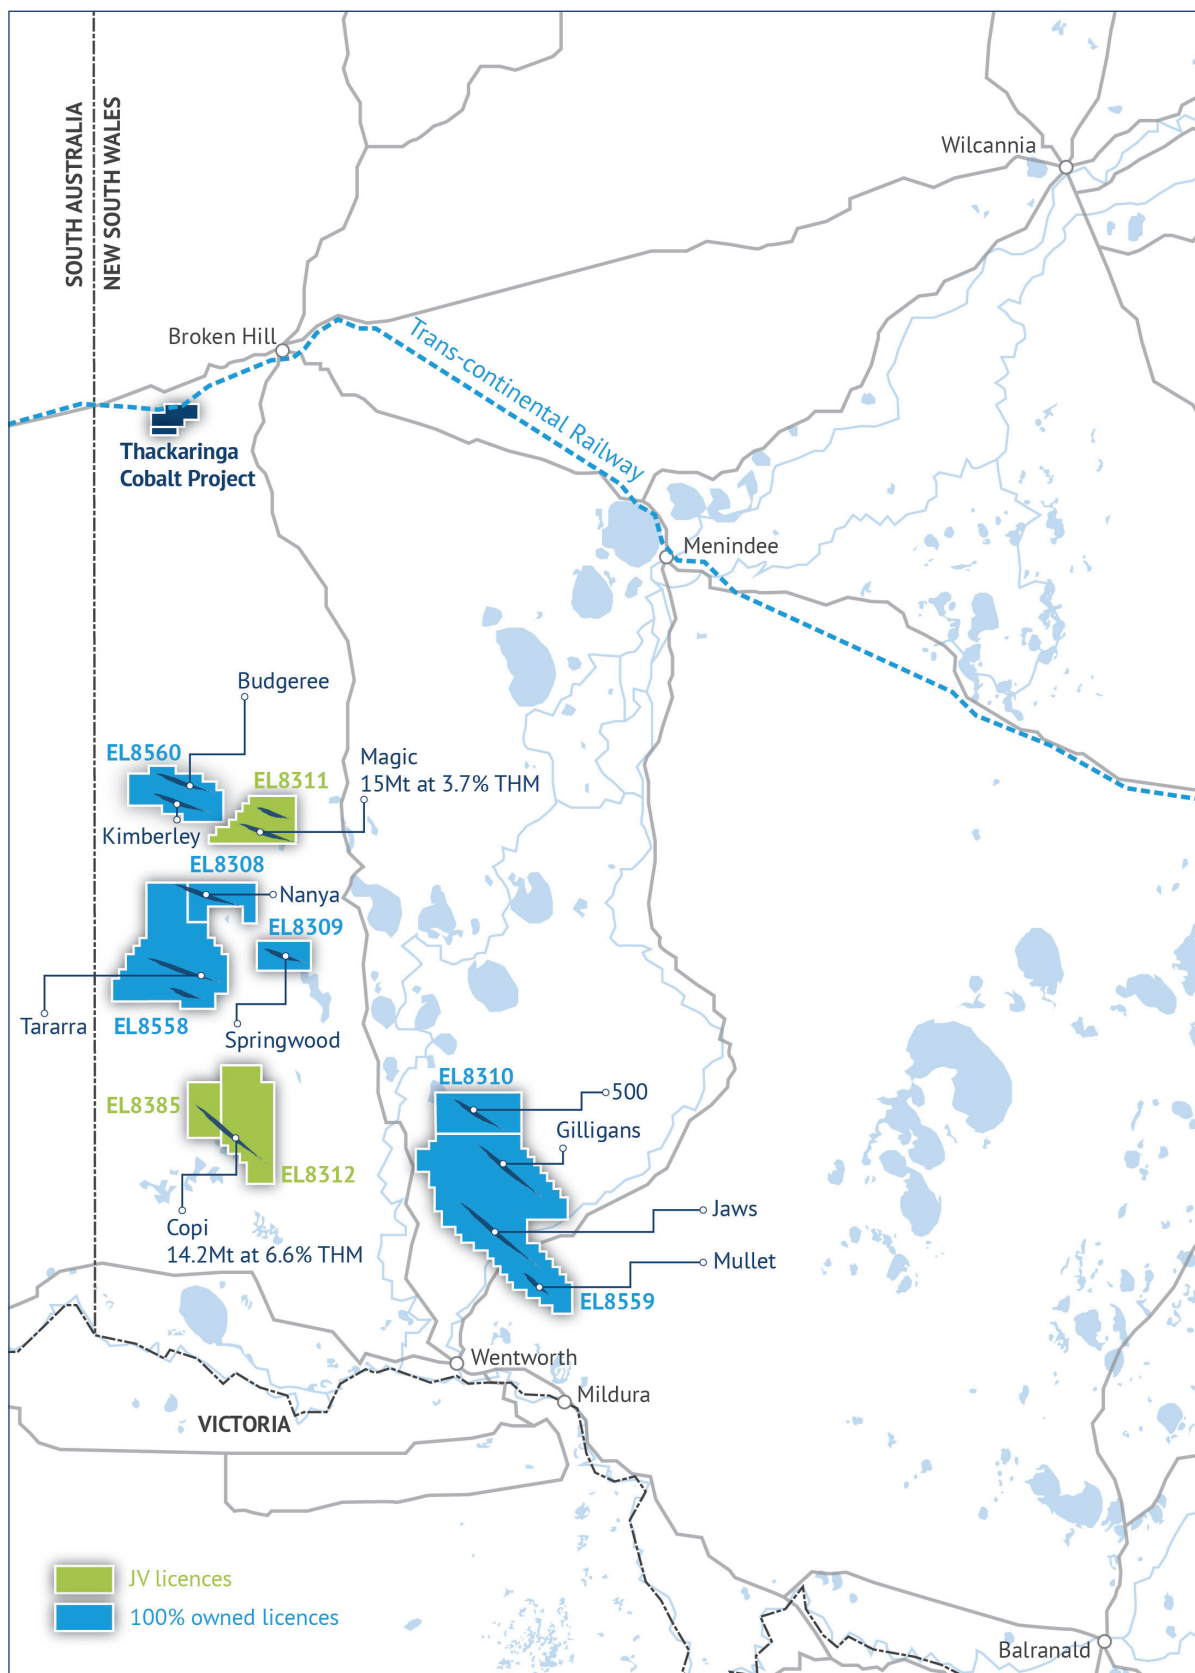 SOUTH AUSTRALIA
NEW SOUTH WALES
Wilcannia
Broken Hill
Trans-continental Railway
Thackaringa
Cobalt Project
Menindee
Budgeree
EL8560
Magic
15Mt at 3.7% THM
EL8311
Kimberley
EL8308
Nanya
EL8309
Tararra
EL8558
Springwood
EL8310
500
EL8385
Gilligans
EL8312
Jaws
Copi
14.2Mt at 6.6% THM
Mullet
EL8559
Wentworth
Mildura
VICTORIA
JV licences
100% owned licences
Balranald